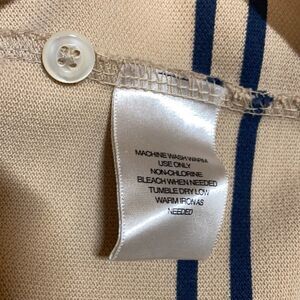 MACHINE WASH WARM
USE ONLY
NON-CHLORINE
BLEACH WHEN NEEDED
TUMBLE DRY LOW
WARM IRON AS
NEEDED